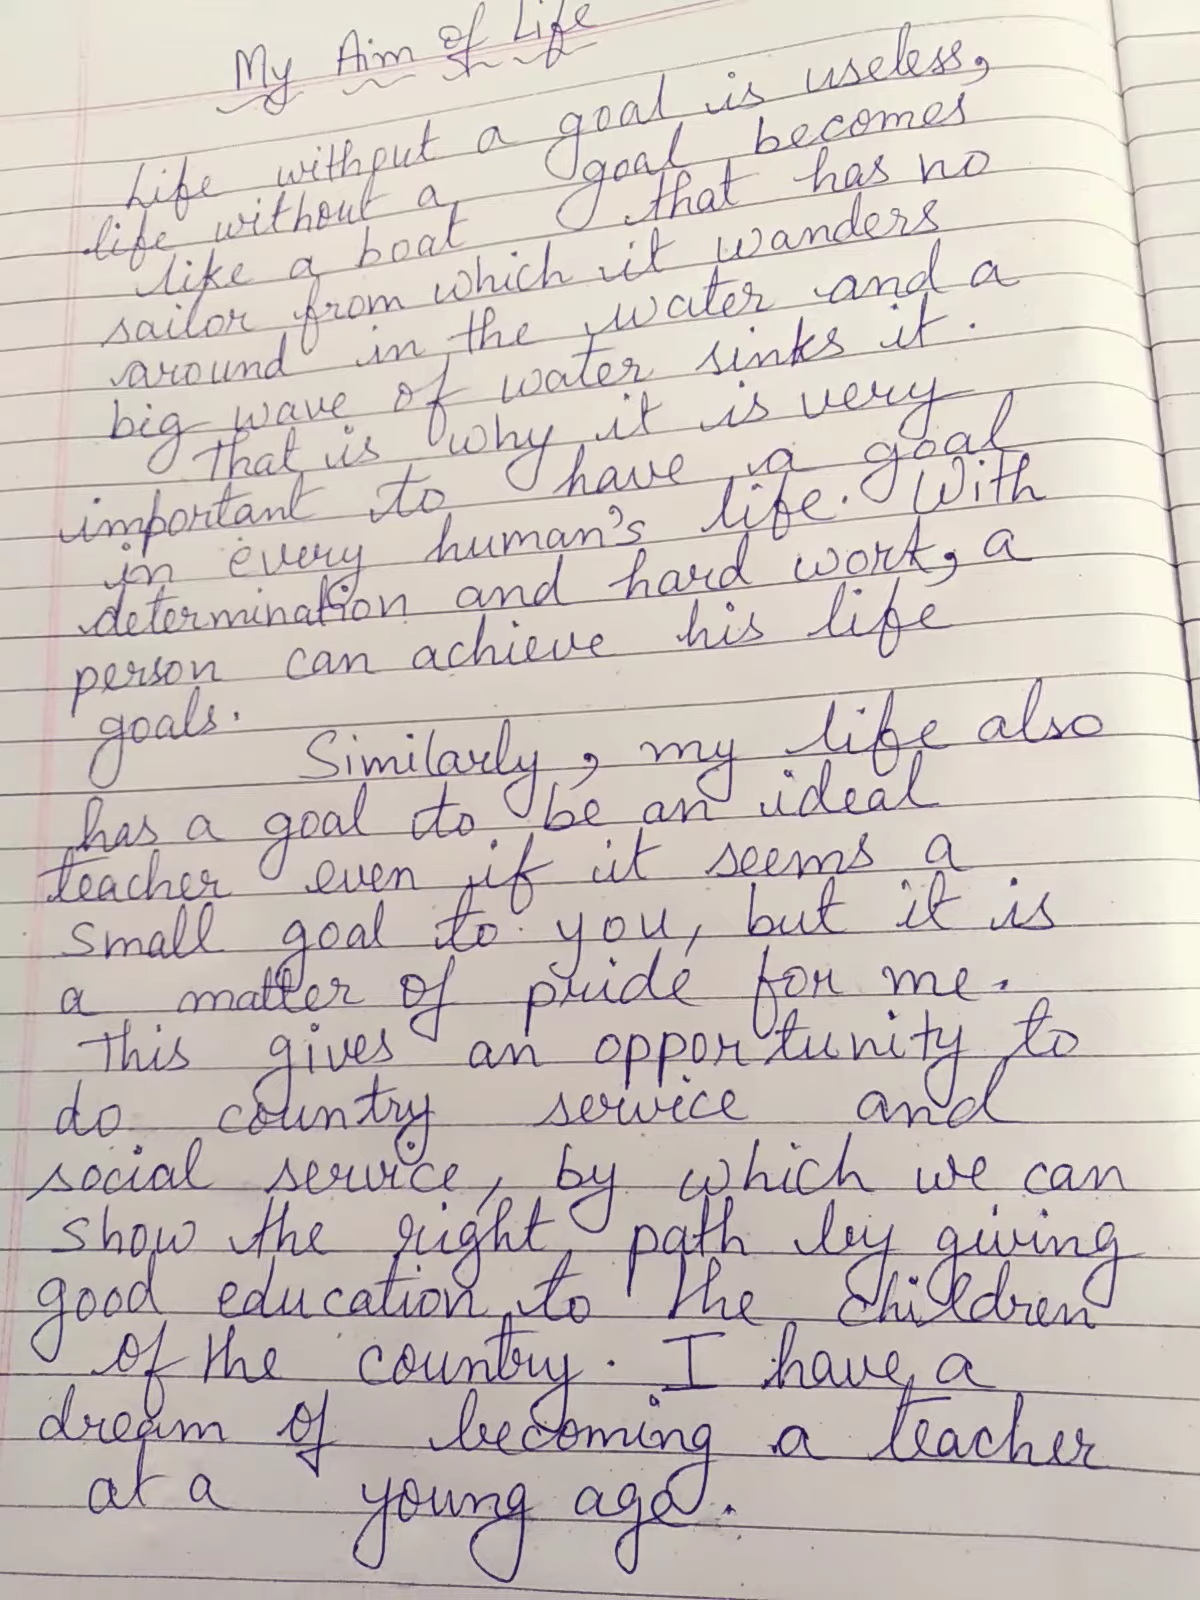 My Aim of Life
Life without a goal is useless,
life without a goal becomes
like a boat that has no
sailor from which it wanders
around in the water and a
big wave of water sinks it.
That is why it is very
important to have a goal
in every human's life. With
determination and hard work, a
person can achieve his life
goals.
Similarly, my life also
has a goal to be an ideal
teacher even if it seems a
small goal to you, but it is
a matter of pride for me.
This gives an opportunity to
do country service and
social service, by which we can
show the right path by giving
good education to the children
of the country. I have a
dream of becoming a teacher
at a young age.